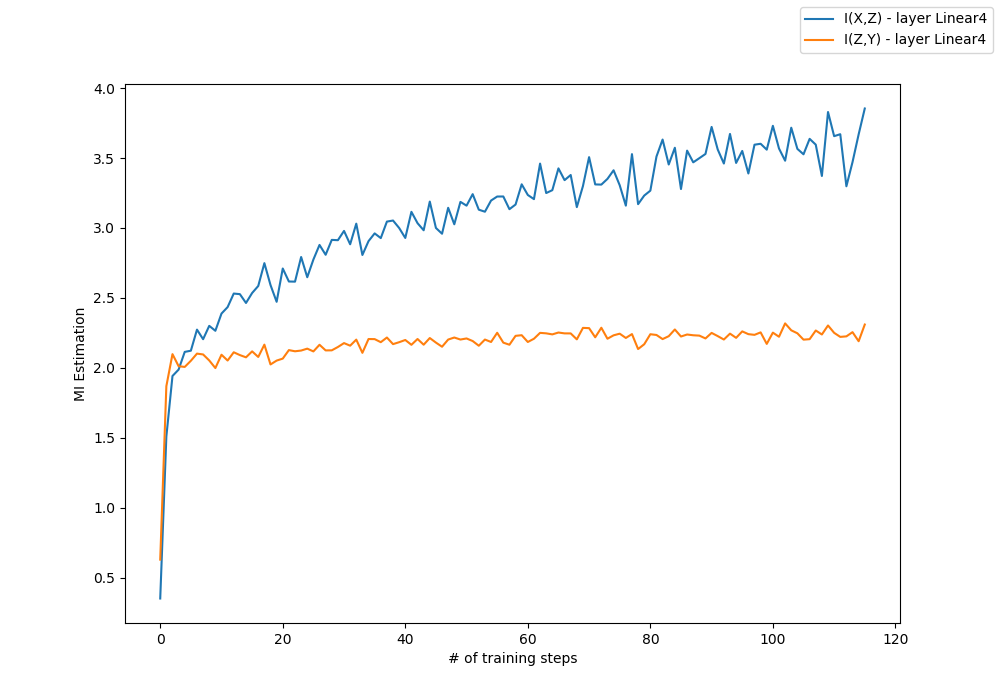 I(X,Z) - layer Linear4
I(Z,Y) - layer Linear4
4.0
3.5
3.0
2.5
2.0
1.5
1.0
0.5
MI Estimation
0 20 40 60 80 100 120
# of training steps